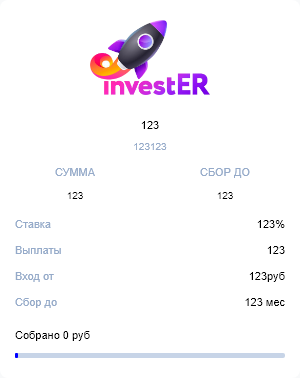 investER
123
123123
СУММА СБОР ДО
123 123
Ставка 123%
Выплаты 123
Вход от 123руб
Сбор до 123 мес
Собрано 0 руб